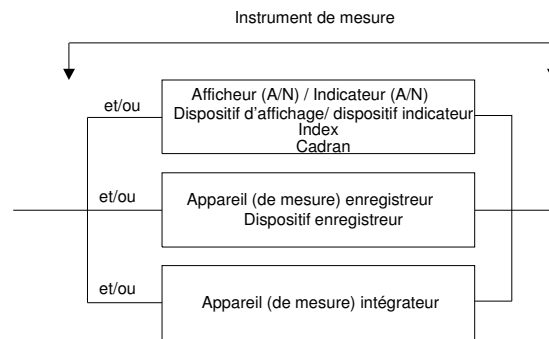 Instrument de mesure
et/ou
Afficheur (A/N) / Indicateur (A/N)
Dispositif d'affichage/ dispositif indicateur
Index
Cadran
et/ou
Appareil (de mesure) enregistreur
Dispositif enregistreur
et/ou
Appareil (de mesure) intégrateur